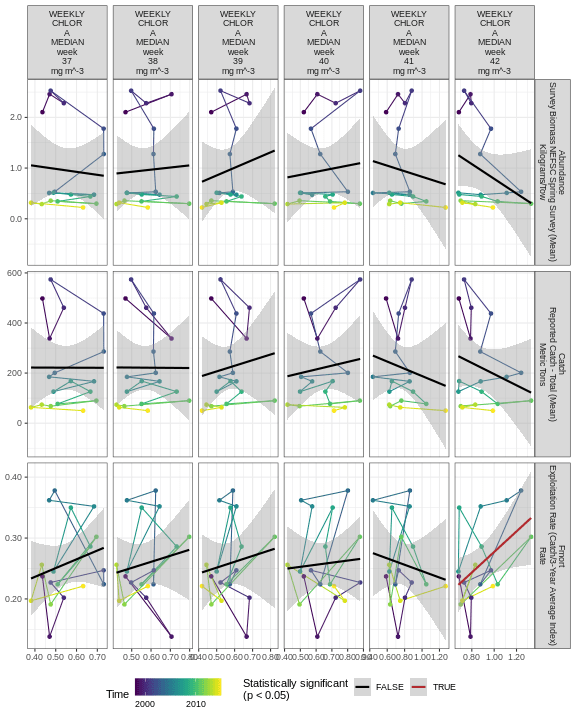 WEEKLY CHLOR A MEDIAN week 37 mg m^-3
WEEKLY CHLOR A MEDIAN week 38 mg m^-3
WEEKLY CHLOR A MEDIAN week 39 mg m^-3
WEEKLY CHLOR A MEDIAN week 40 mg m^-3
WEEKLY CHLOR A MEDIAN week 41 mg m^-3
WEEKLY CHLOR A MEDIAN week 42 mg m^-3
2.0
1.0
0.0
Abundance
Survey Biomass NEFSC Spring Survey (Mean)
Kilograms/Tow
600
400
200
0
Catch
Reported Catch - Total (Mean)
Metric Tons
0.40
0.30
0.20
Fmort
Exploitation Rate (Catch/3-Year Average Index)
Rate
0.40 0.50 0.60 0.70
0.50 0.60 0.70 0.80
0.40 0.50 0.60 0.70 0.80
0.40 0.50 0.60 0.70 0.80 0.90
0.40 0.60 0.80 1.00 1.20
0.80 1.00 1.20
Time
2000 2010
Statistically significant
(p < 0.05)
FALSE
TRUE